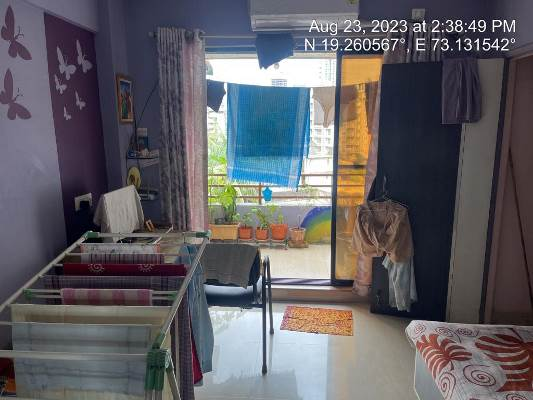 Aug 23, 2023 at 2:38:49 PM
N 19.260567°, E 73.131542°